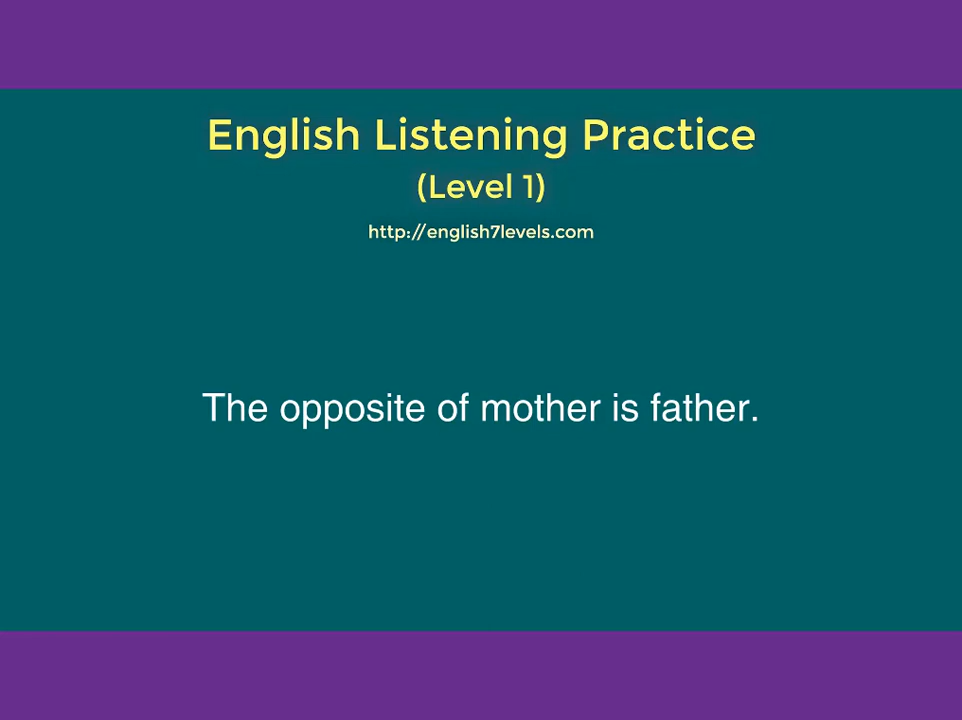 English Listening Practice
(Level 1)
http://english7levels.com
The opposite of mother is father.